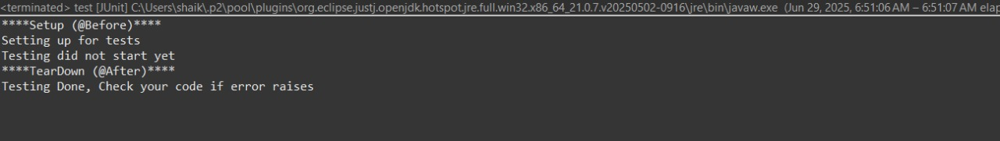 <terminated> test [JUnit] C:\Users\shaik\.p2\pool\plugins\org.eclipse.justj.openjdk.hotspot.jre.full.win32.x86_64_21.0.7.v20250502-0916\jre\bin\javaw.exe (Jun 29, 2025, 6:51:06 AM – 6:51:07 AM elap
****Setup (@Before)****
Setting up for tests
Testing did not start yet
****TearDown (@After)****
Testing Done, Check your code if error raises